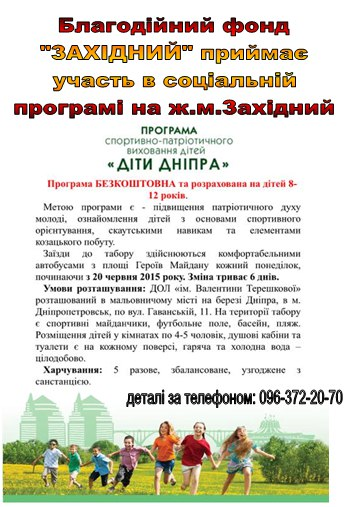 Благодійний фонд
"ЗАХІДНИЙ" приймає
участь в соціальній
програмі на ж.м.Західний
ПРОГРАМА
спортивно-патріотичного
виховання дітей
«ДІТИ ДНІПРА»
Програма БЕЗКОШТОВНА та розрахована на дітей 8-
12 років.
Метою програми є - підвищення патріотичного духу
молоді, ознайомлення дітей з основами спортивного
орієнтування, скаутськими навикам та елементами
козацького побуту.
Заїзди до табору здійснюються комфортабельними
автобусами з площі Героїв Майдану кожний понеділок,
починаючи з 20 червня 2015 року. Зміна триває 6 днів.
Умови розташування: ДОЛ «ім. Валентини Терешкової»
розташований в мальовничому місті на березі Дніпра, в м.
Дніпропетровськ, по вул. Гаванській, 11. На території табору
є спортивні майданчики, футбольне поле, басейн, пляж.
Розміщення дітей у кімнатах по 4-5 чоловік, душові кабіни та
туалети є на кожному поверсі, гаряча та холодна вода –
цілодобово.
Харчування: 5 разове, збалансоване, узгоджене з
санстанцією.
деталі за телефоном: 096-372-20-70